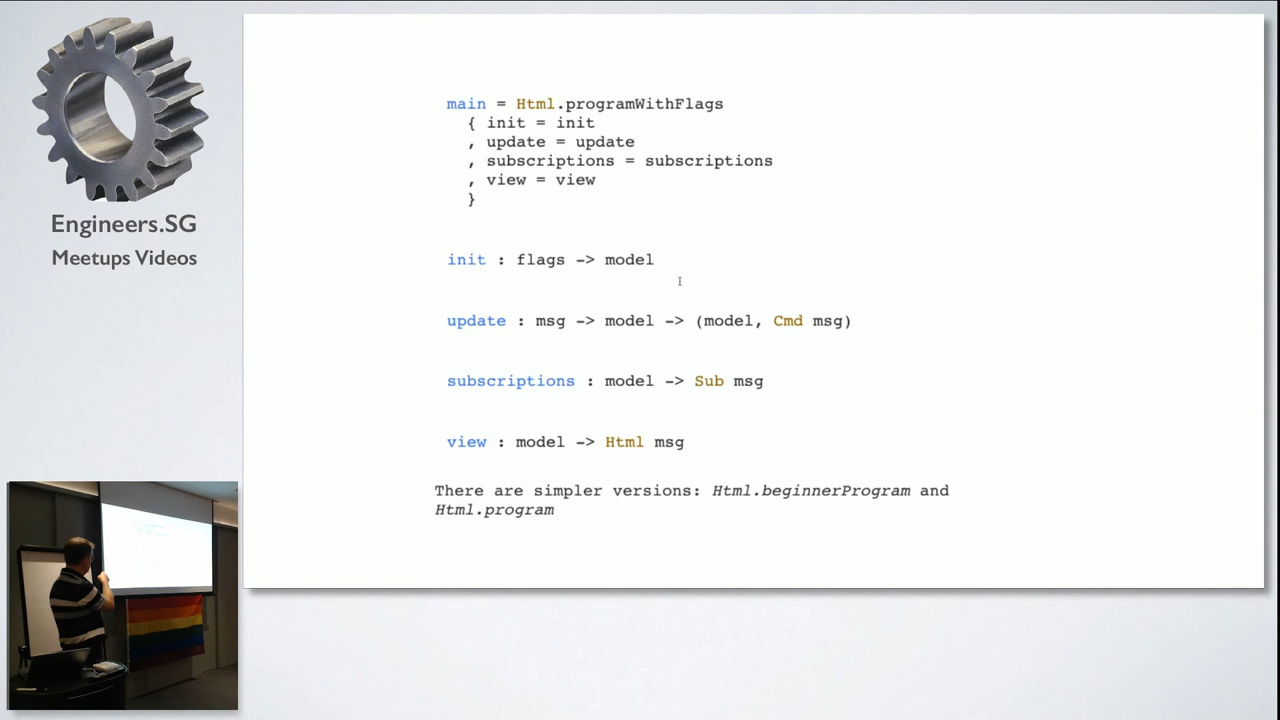 Engineers.SG
Meetups Videos
main = Html.programWithFlags
{ init = init
, update = update
, subscriptions = subscriptions
, view = view
}
init : flags -> model
update : msg -> model -> (model, Cmd msg)
subscriptions : model -> Sub msg
view : model -> Html msg
There are simpler versions: Html.beginnerProgram and
Html.program